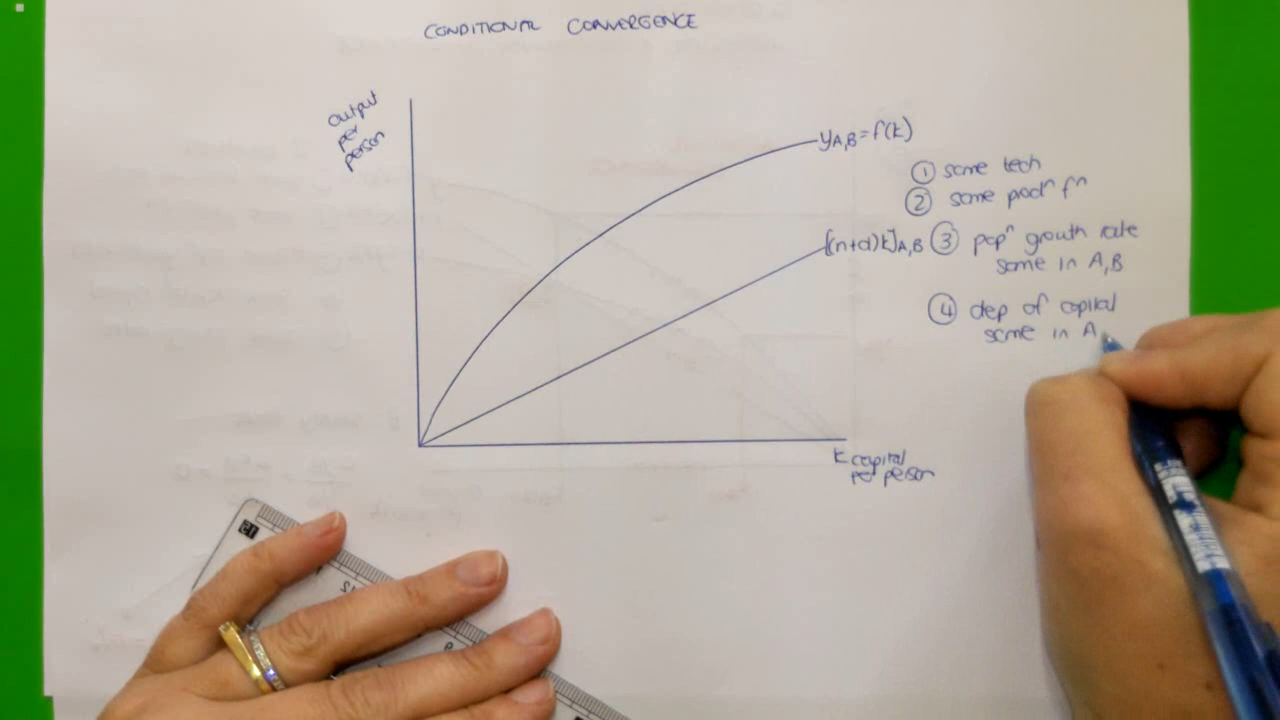 CONDITIONAL CONVERGENCE
output
per
person
yA,B = f(k)
① same tech
② same prodⁿ fⁿ
[(n+d)k]A,B
③ popⁿ growth rate
same in A,B
④ dep of capital
same in A
k capital
per person
15